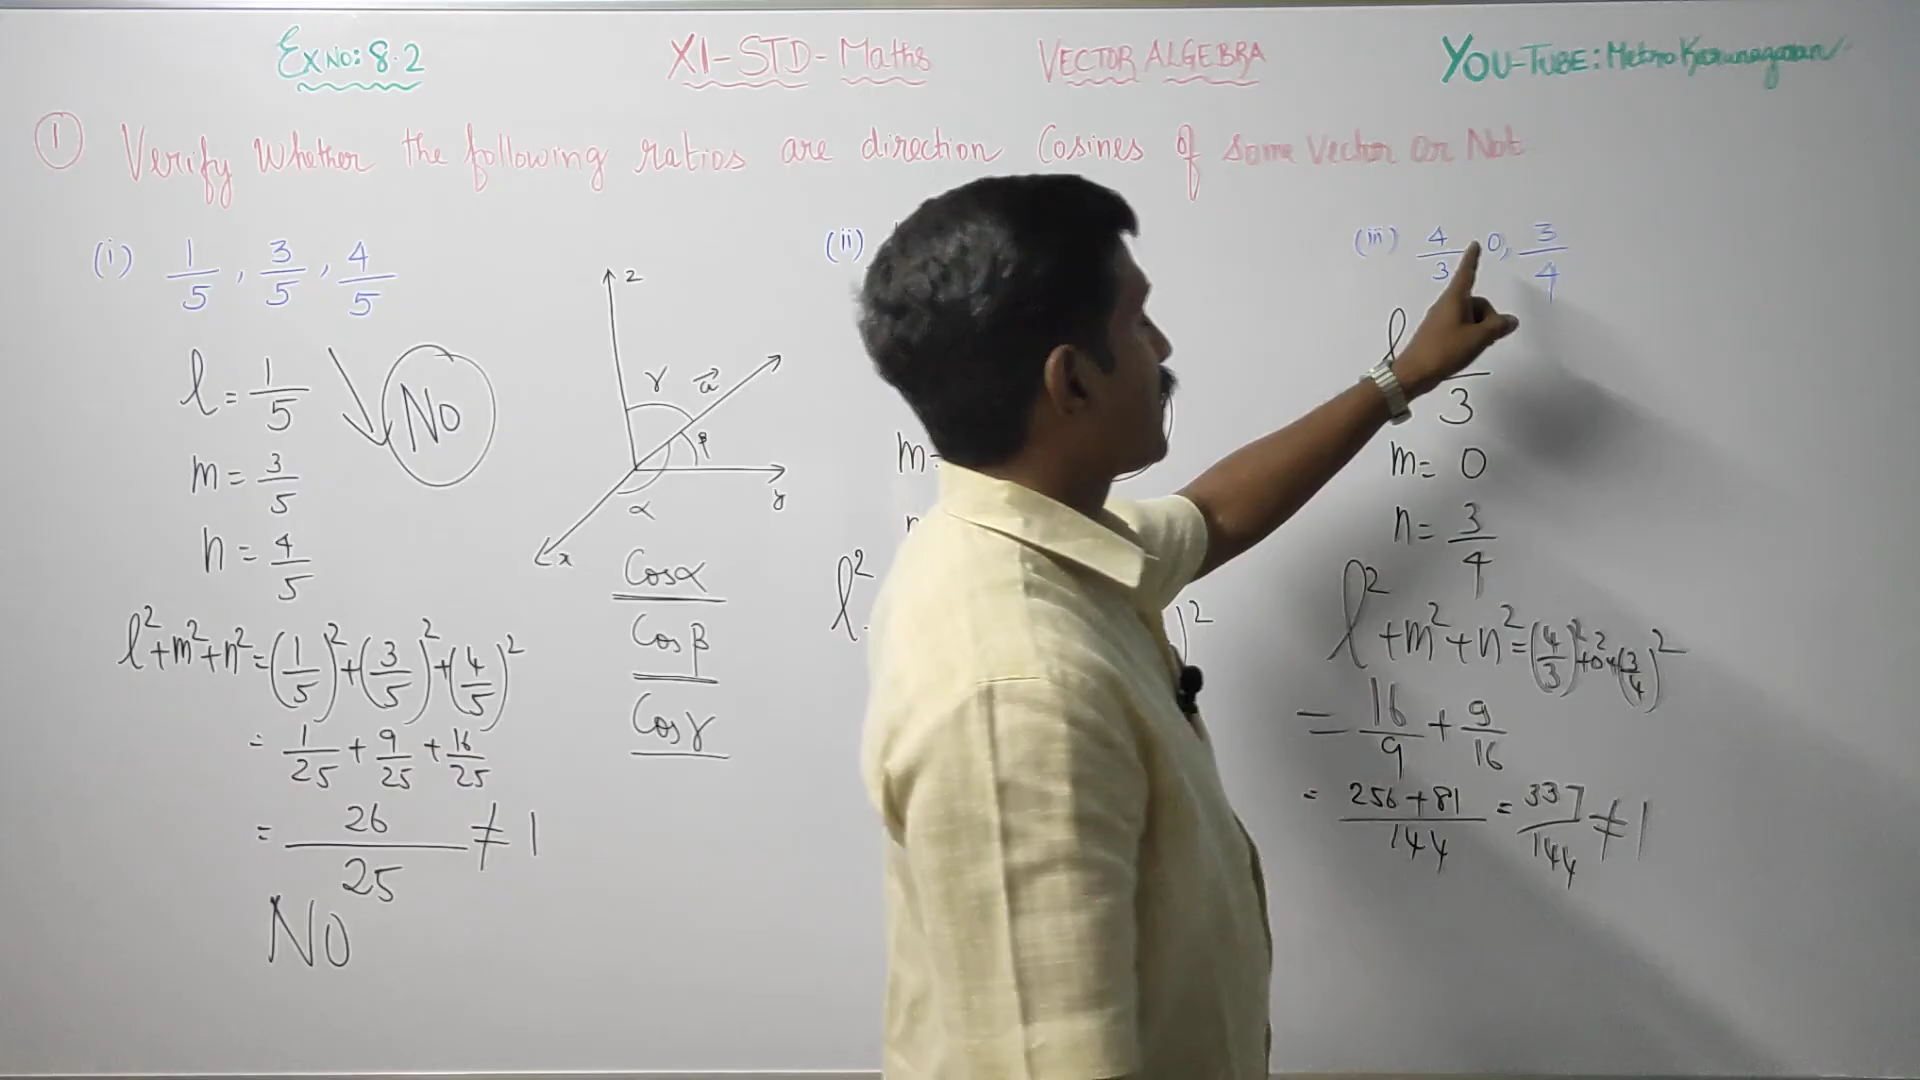 Ex NO: 8.2 XI-STD-Maths VECTOR ALGEBRA YOU-TUBE: Metro Karunagaran
① Verify Whether the following ratios are direction Cosines of some Vector or Not
(i) 1/5, 3/5, 4/5
l = 1/5
m = 3/5
n = 4/5
NO
l²+m²+n² = (1/5)²+(3/5)²+(4/5)²
= 1/25 + 9/25 + 16/25
= 26/25 ≠ 1
NO
z
γ a⃗
β
y
α
x
Cosα
Cosβ
Cosγ
(ii)
m=
l²
)²
(iii) 4/3 0, 3/4
l
3
m = 0
n = 3/4
l²+m²+n² = (4/3)²+0²+(3/4)²
= 16/9 + 9/16
= 256+81/144 = 337/144 ≠ 1